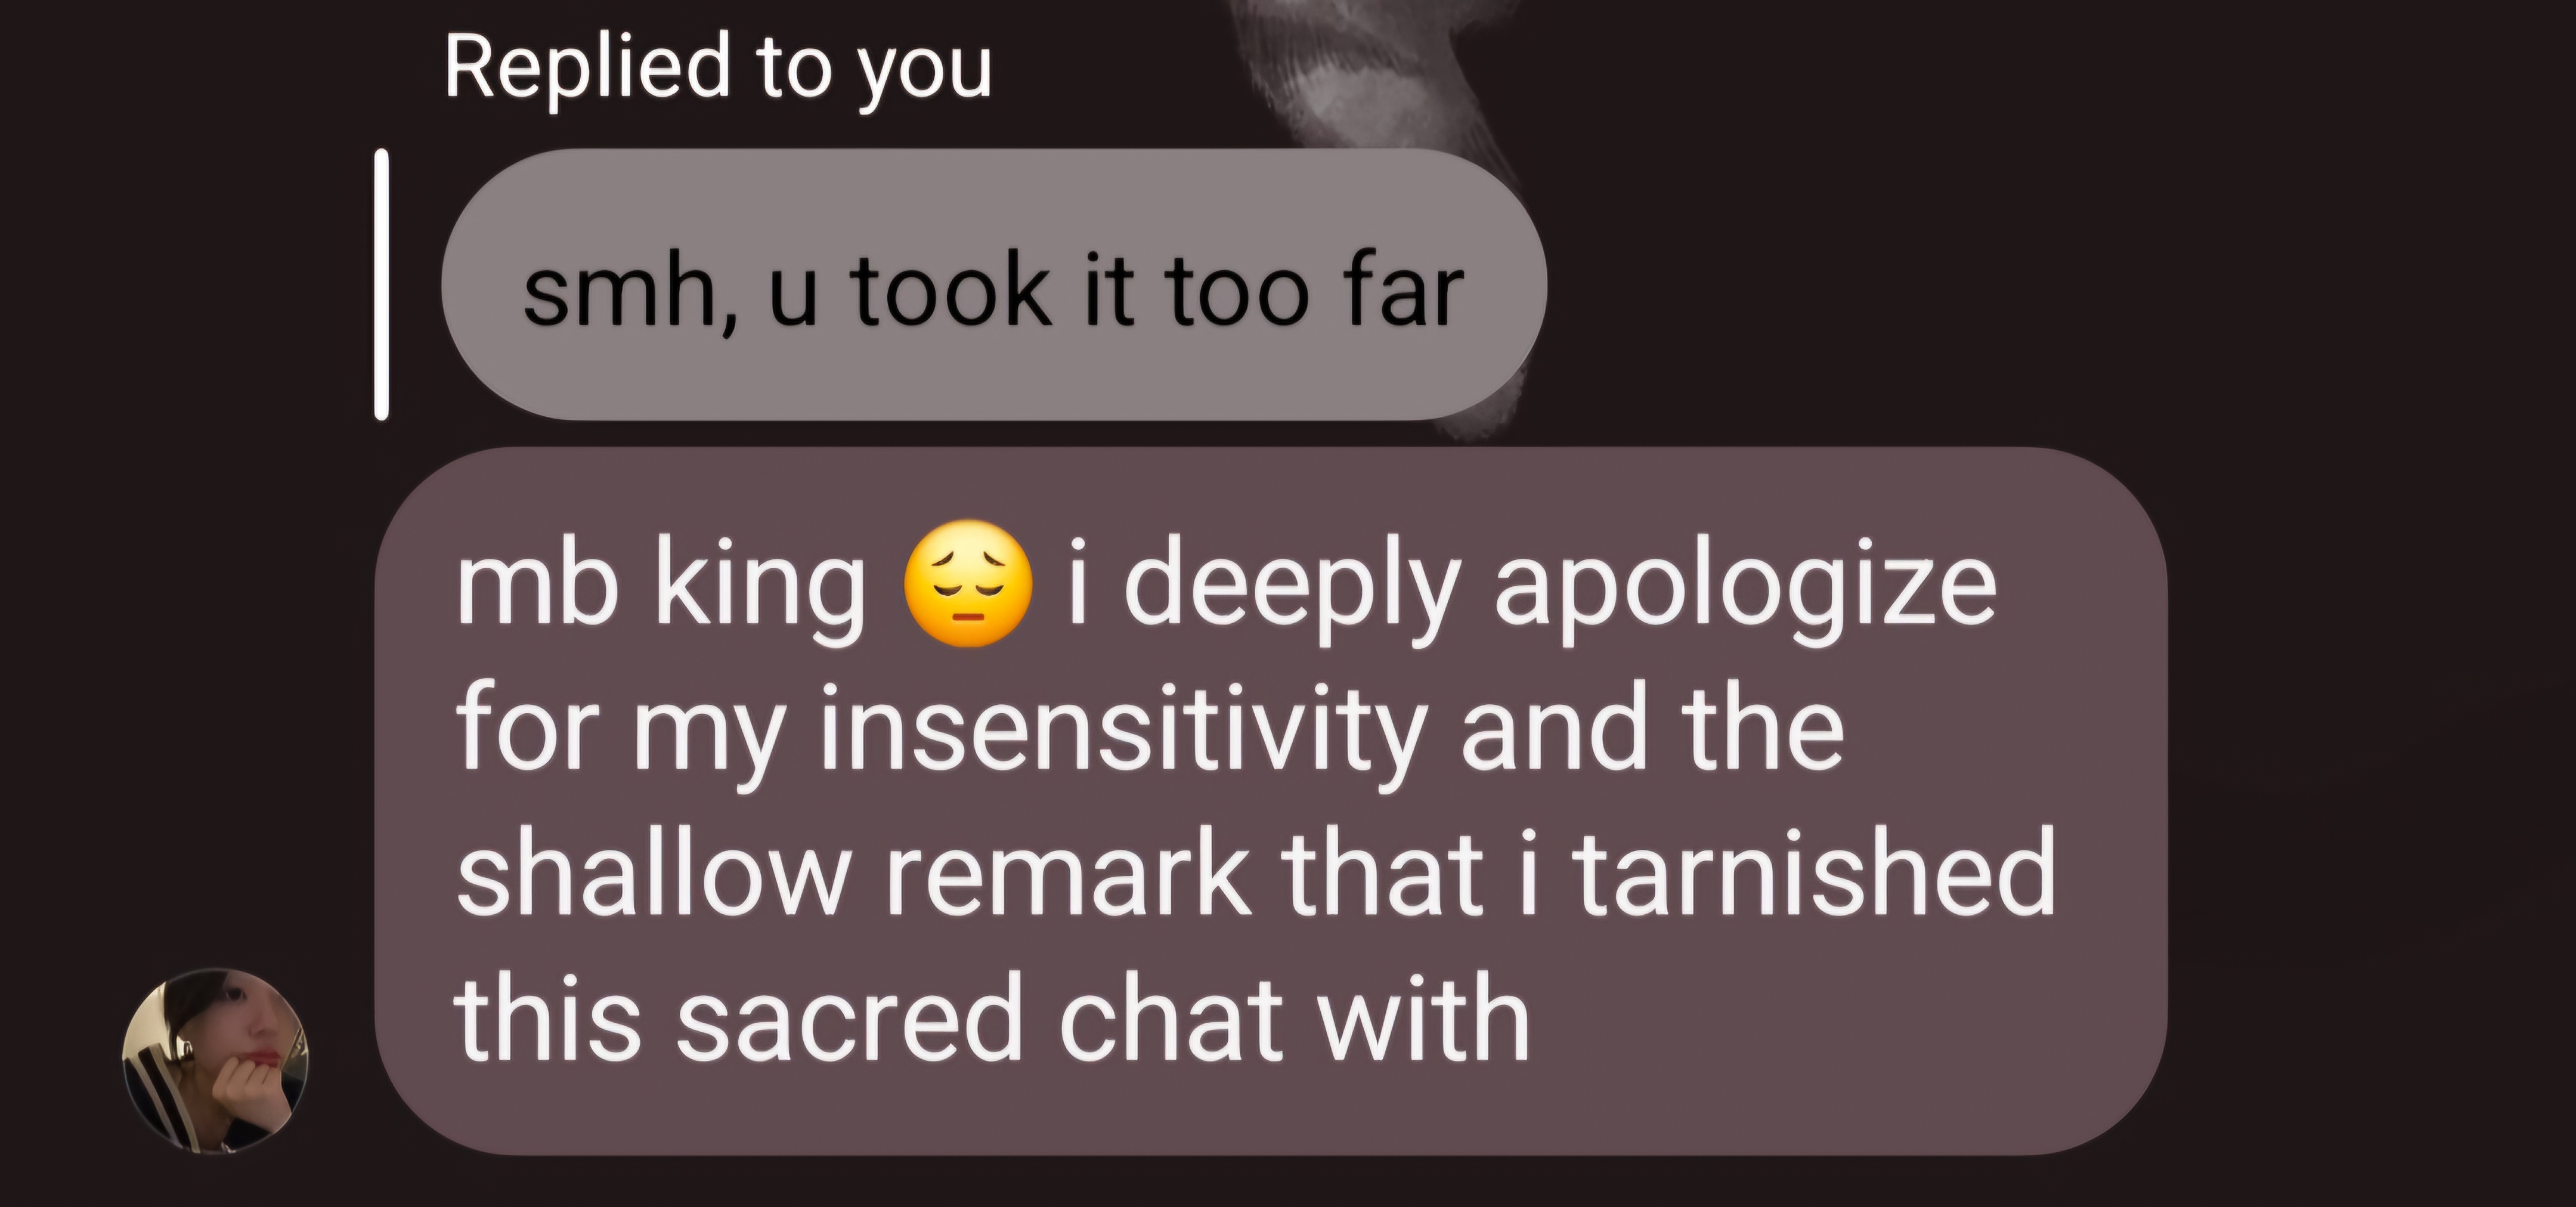 Replied to you
smh, u took it too far
mb king 😔 i deeply apologize
for my insensitivity and the
shallow remark that i tarnished
this sacred chat with